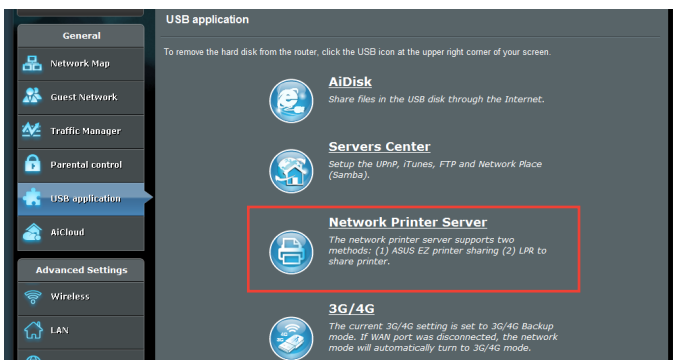 General
Network Map
Guest Network
Traffic Manager
Parental control
USB application
AiCloud
Advanced Settings
Wireless
LAN
USB application
To remove the hard disk from the router, click the USB icon at the upper right corner of your screen.
AiDisk
Share files in the USB disk through the Internet.
Servers Center
Setup the UPnP, iTunes, FTP and Network Place
(Samba).
Network Printer Server
The network printer server supports two
methods: (1) ASUS EZ printer sharing (2) LPR to
share printer.
3G/4G
The current 3G/4G setting is set to 3G/4G Backup
mode. If WAN port was disconnected, the network
mode will automatically turn to 3G/4G mode.